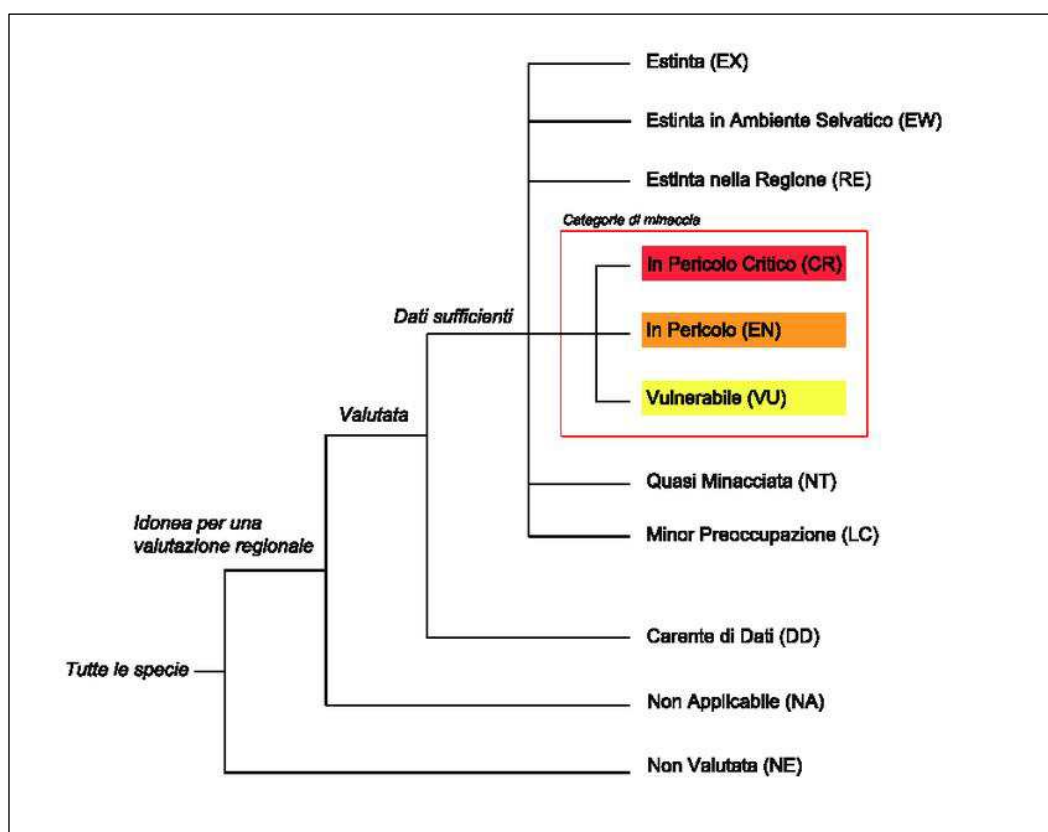 Estinta (EX)
Estinta in Ambiente Selvatico (EW)
Estinta nella Regione (RE)
Categorie di minaccia
In Pericolo Critico (CR)
Dati sufficienti
In Pericolo (EN)
Vulnerabile (VU)
Valutata
Quasi Minacciata (NT)
Idonea per una
valutazione regionale
Minor Preoccupazione (LC)
Carente di Dati (DD)
Tutte le specie
Non Applicabile (NA)
Non Valutata (NE)